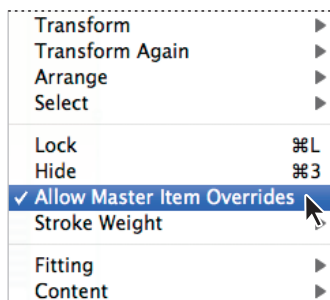 Transform
Transform Again
Arrange
Select
Lock ⌘L
Hide ⌘3
✓ Allow Master Item Overrides
Stroke Weight
Fitting
Content